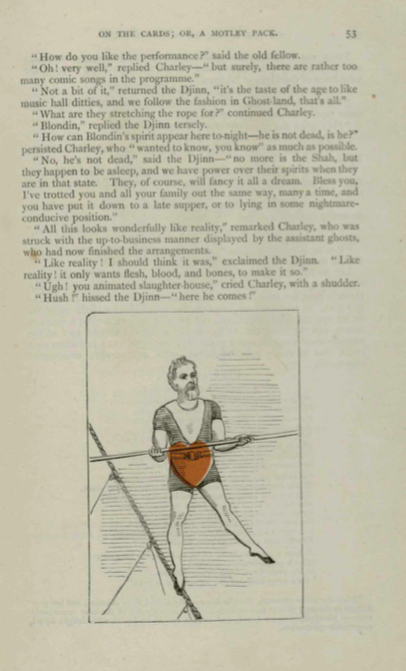 ON THE CARDS; OR, A MOTLEY PACK. 53
"How do you like the performance?" said the old fellow.
"Oh! very well," replied Charley—"but surely, there are rather too
many comic songs in the programme."
"Not a bit of it," returned the Djinn, "it's the taste of the age to like
music hall ditties, and we follow the fashion in Ghost-land, that's all."
"What are they stretching the rope for?" continued Charley.
"Blondin," replied the Djinn tersely.
"How can Blondin's spirit appear here to-night—he is not dead, is he?"
persisted Charley, who "wanted to know, you know" as much as possible.
"No, he's not dead," said the Djinn—"no more is the Shah, but
they happen to be asleep, and we have power over their spirits when they
are in that state. They, of course, will fancy it all a dream. Bless you,
I've trotted you and all your family out the same way, many a time, and
you have put it down to a late supper, or to lying in some nightmare-
conducive position."
"All this looks wonderfully like reality," remarked Charley, who was
struck with the up-to-business manner displayed by the assistant ghosts,
who had now finished the arrangements.
"Like reality! I should think it was," exclaimed the Djinn. "Like
reality! it only wants flesh, blood, and bones, to make it so."
"Ugh! you animated slaughter-house," cried Charley, with a shudder.
"Hush!" hissed the Djinn—"here he comes!"